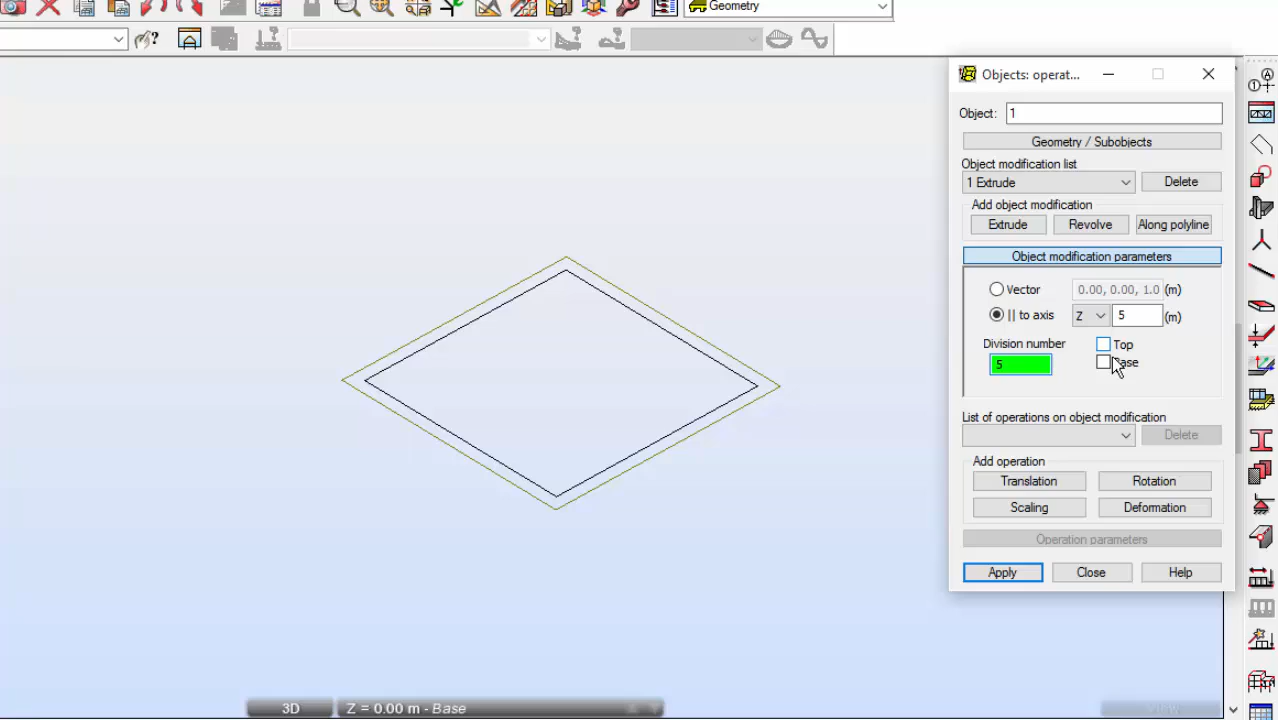 Geometry
Objects: operat...
Object: 1
Geometry / Subobjects
Object modification list
1 Extrude
Delete
Add object modification
Extrude Revolve Along polyline
Object modification parameters
Vector 0.00, 0.00, 1.0 (m)
|| to axis Z 5 (m)
Division number Top
5 Base
List of operations on object modification
Delete
Add operation
Translation Rotation
Scaling Deformation
Operation parameters
Apply Close Help
3D Z = 0.00 m - Base View